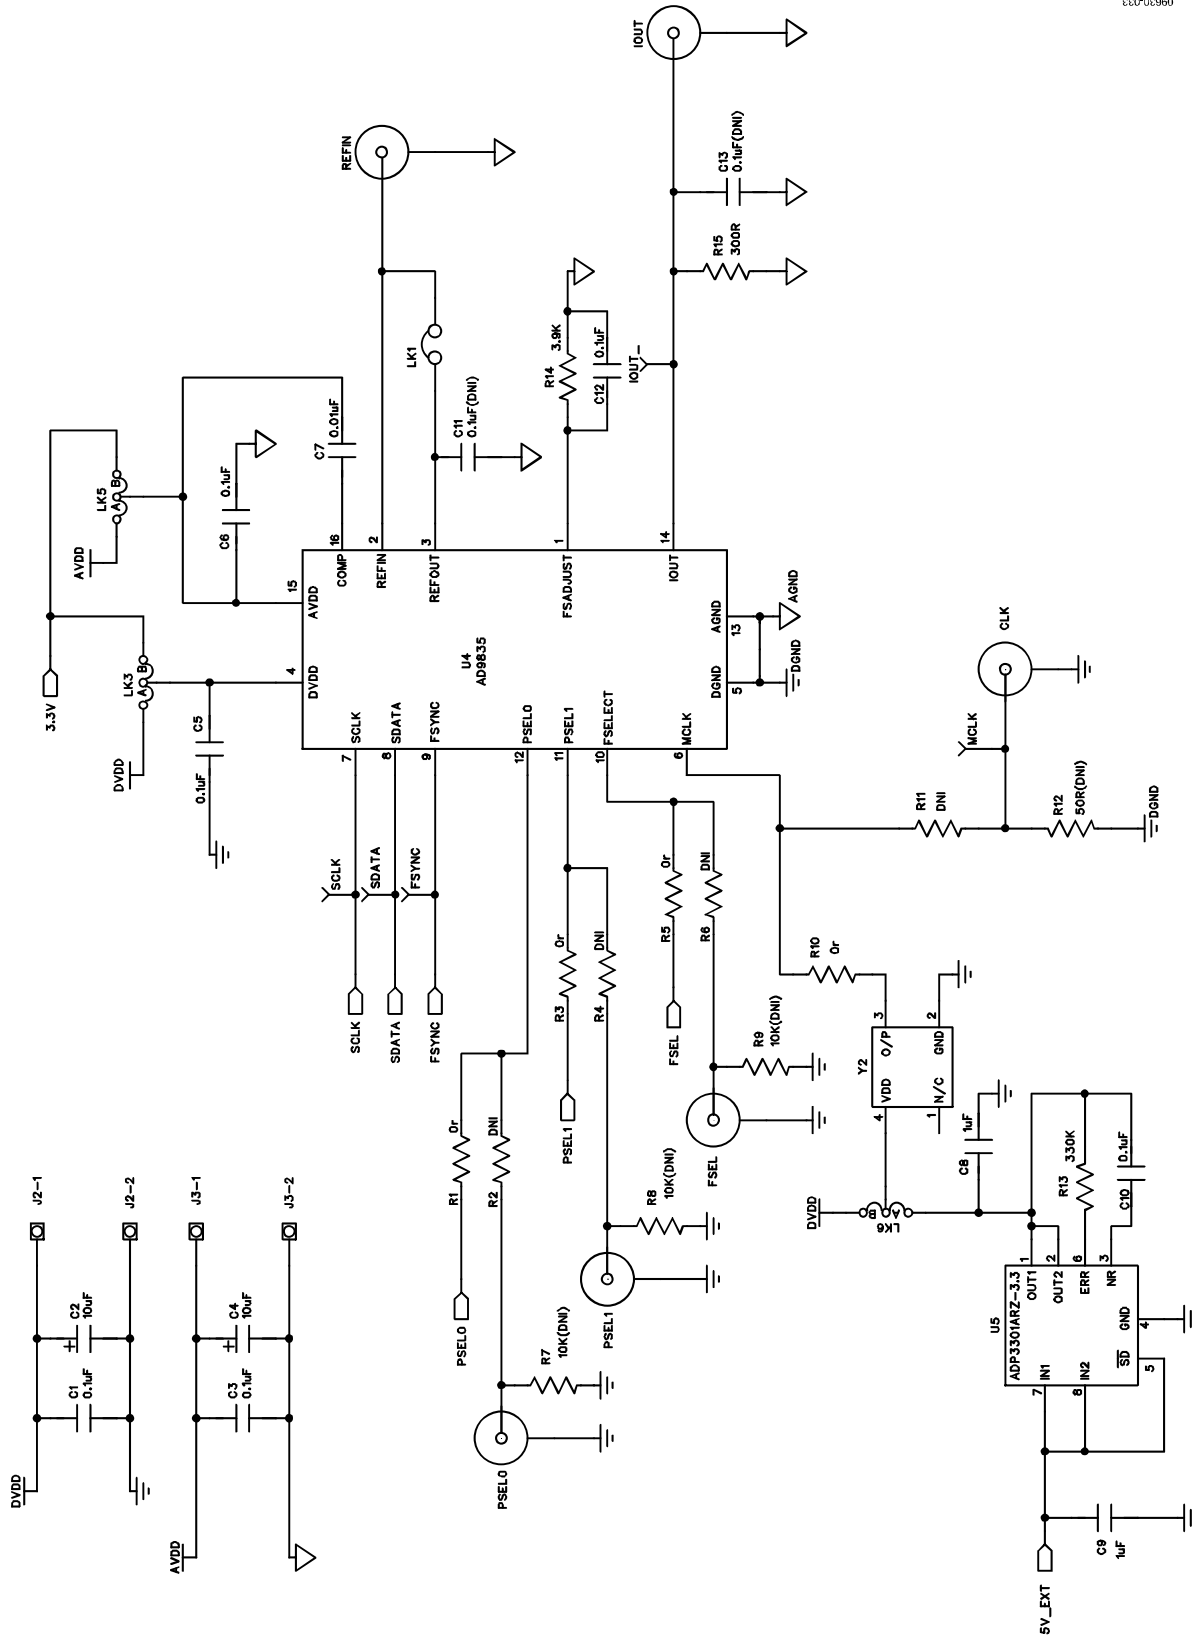 09630-033
IOUT
REFIN
C13
0.1uF(DNI)
R15
300R
LK1
C11
0.1uF(DNI)
R14
3.9K
C12
0.1uF
IOUT_
C7
0.01uF
C6
0.1uF
LK5
A
B
AVDD
3.3V
LK3
A
B
DVDD
C5
0.1uF
15
AVDD
16
COMP
2
REFIN
3
REFOUT
1
FSADJUST
14
IOUT
4
DVDD
U4
AD9835
SCLK
7
SDATA
8
FSYNC
9
PSEL0
12
PSEL1
11
FSELECT
10
MCLK
6
DGND
5
AGND
13
AGND
DGND
SCLK
SDATA
FSYNC
SCLK
SDATA
FSYNC
CLK
MCLK
R11
DNI
R12
50R(DNI)
DGND
R1
0r
R2
DNI
R3
0r
R4
DNI
R5
0r
R6
DNI
PSEL0
PSEL1
FSEL
R7
10K(DNI)
R8
10K(DNI)
R9
10K(DNI)
PSEL0
PSEL1
FSEL
R10
0r
Y2
3
O/P
2
GND
4
VDD
1
N/C
DVDD
B
A
LK6
C8
1uF
R13
330K
C10
0.1uF
U5
ADP3301ARZ-3.3
1
OUT1
2
OUT2
6
ERR
3
NR
GND
4
IN1
7
IN2
8
SD
5
C9
1uF
5V_EXT
J2-1
J2-2
J3-1
J3-2
DVDD
C1
0.1uF
C2
10uF
+
AVDD
C3
0.1uF
C4
10uF
+